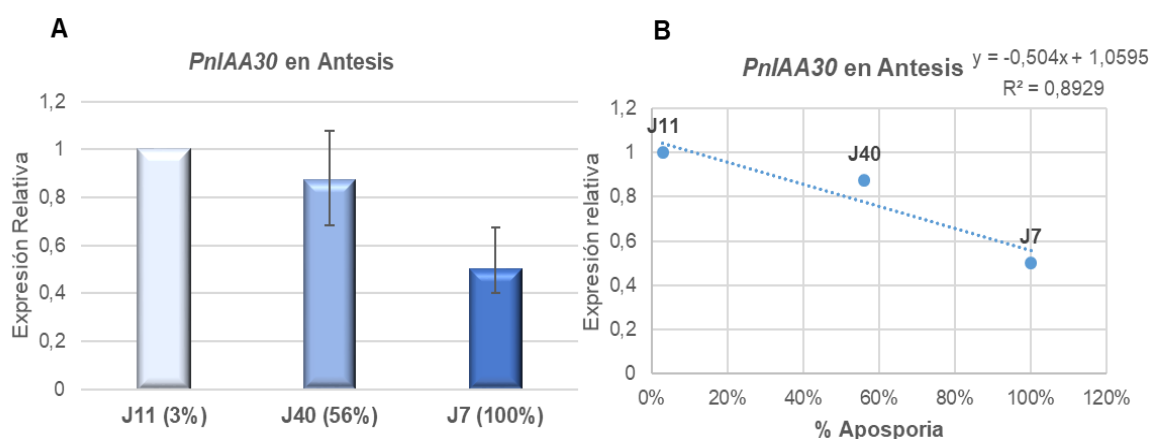 A
PnIAA30 en Antesis
Expresión Relativa
1,2
1
0,8
0,6
0,4
0,2
0
J11 (3%)
J40 (56%)
J7 (100%)
B
PnIAA30 en Antesis
y = -0,504x + 1,0595
R² = 0,8929
Expresión relativa
1,2
1
0,8
0,6
0,4
0,2
0
J11
J40
J7
0%
20%
40%
60%
80%
100%
120%
% Aposporia